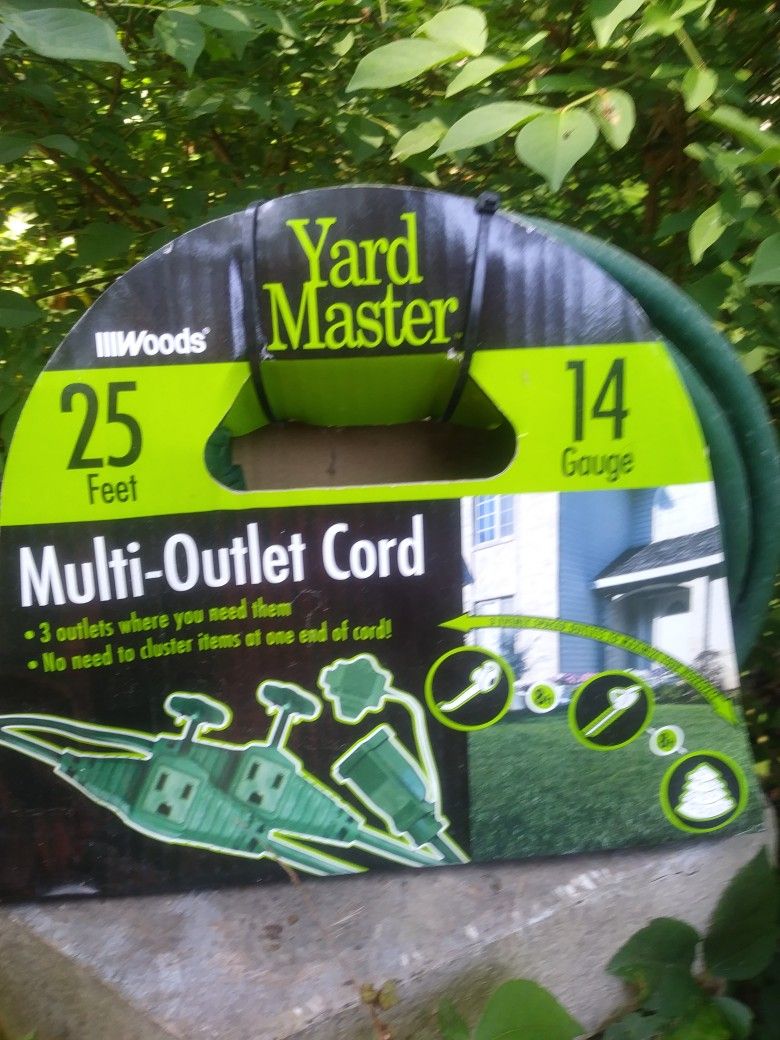 Yard
Master™
Woods®
25
Feet
14
Gauge
Multi-Outlet Cord
• 3 outlets where you need them
• No need to cluster items at one end of cord!